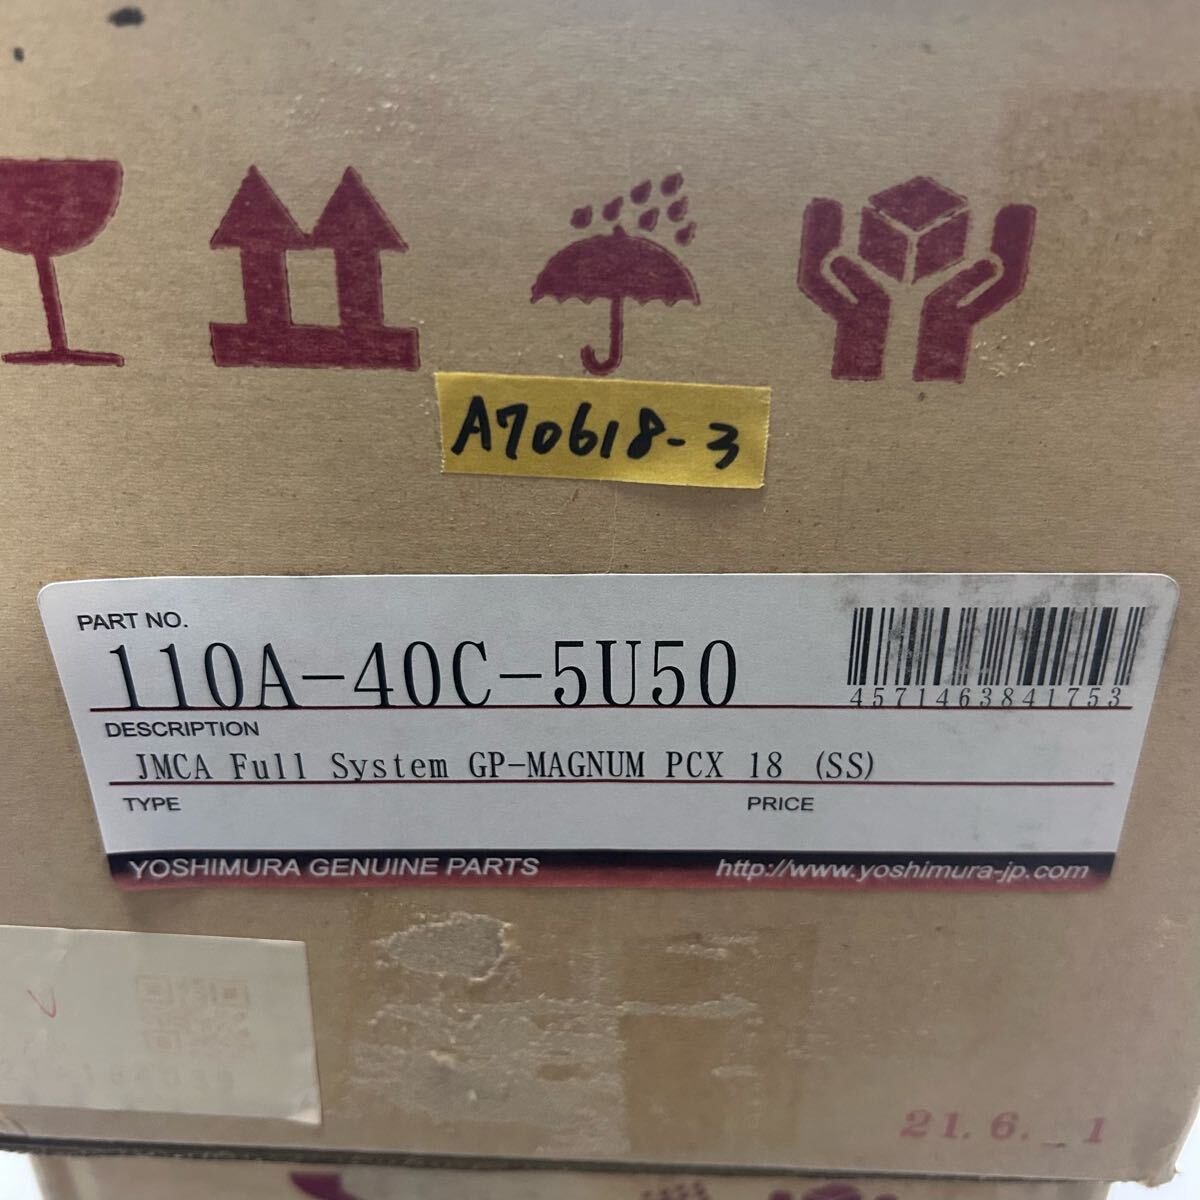 A70618-3
PART NO.
110A-40C-5U50
4571463841753
DESCRIPTION
JMCA Full System GP-MAGNUM PCX 18 (SS)
TYPE
PRICE
YOSHIMURA GENUINE PARTS
http://www.yoshimura-jp.com
21.6. 1